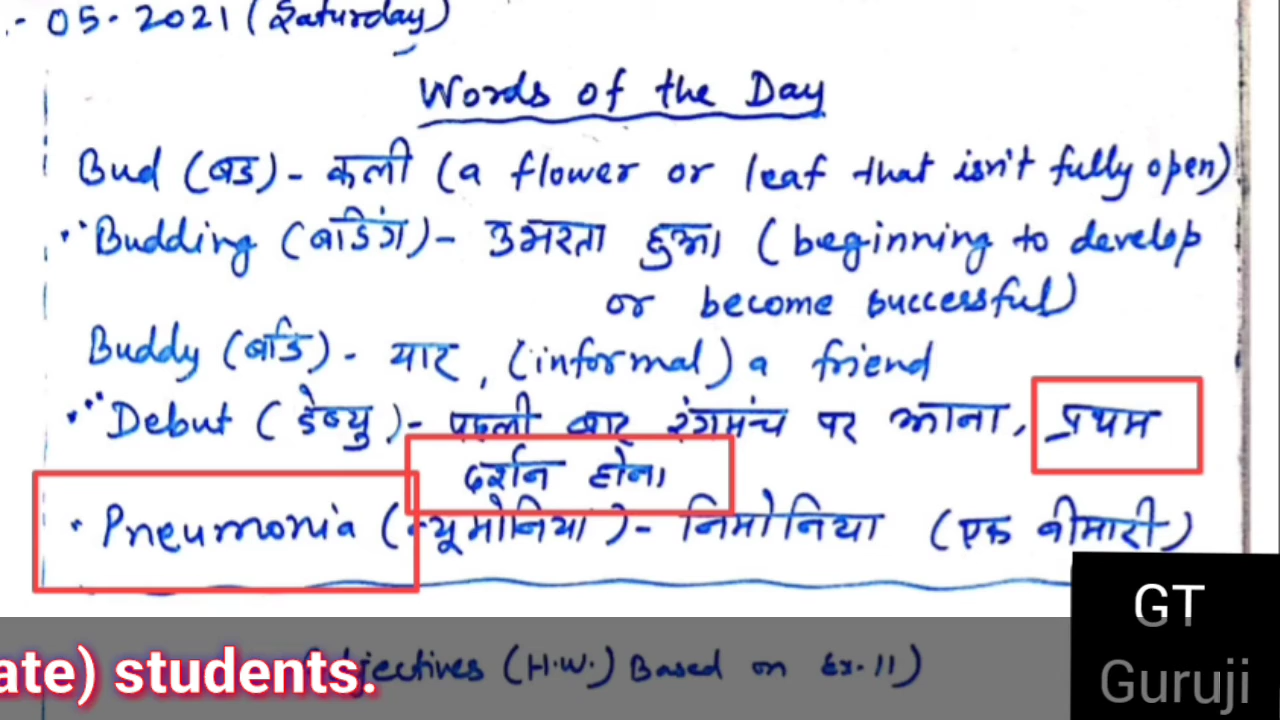 05-2021 (Saturday)
Words of the Day
Bud (बड) - कली (a flower or leaf that isn't fully open)
Budding (बडिंग) - उभरता हुआ (beginning to develop
or become successful)
Buddy (बडि) - यार, (informal) a friend
Debut (डेब्यु) - पहली बार रंगमंच पर आना, प्रथम
दर्शन होना
Pneumonia (न्यूमोनिया) - निमोनिया (एक बीमारी)
ate) students.
(H.W.) Based on Ex-11)
GT
Guruji